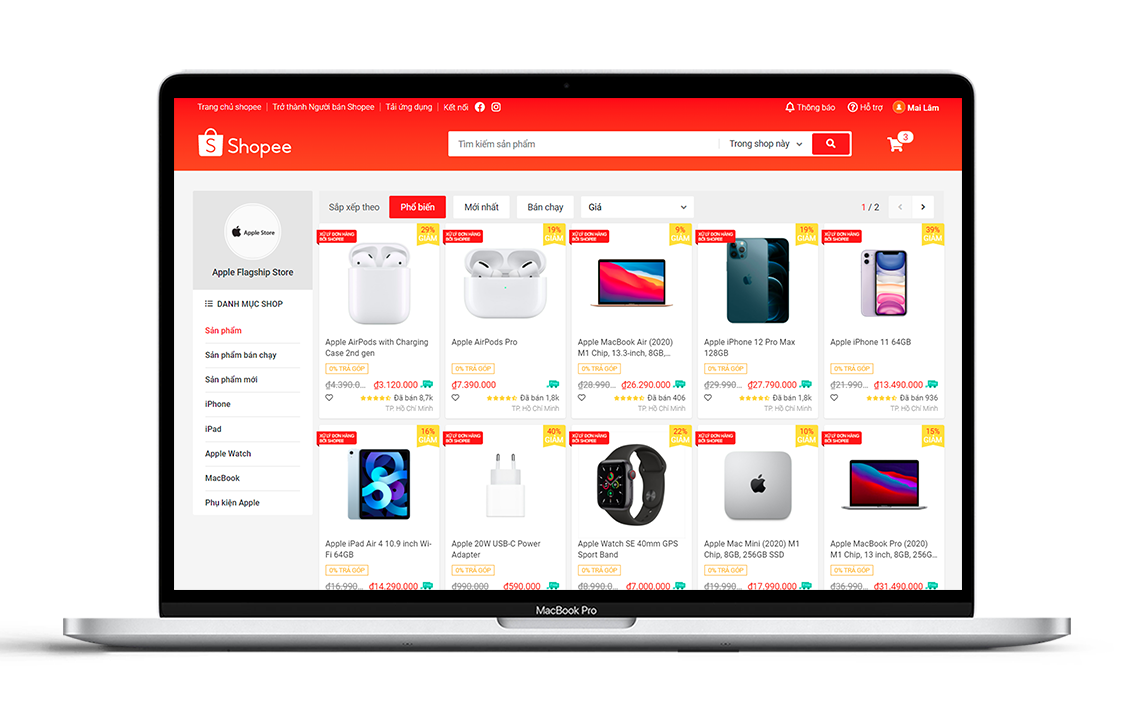 Trang chủ shopee
Trở thành Người bán Shopee
Tải ứng dụng
Kết nối
Thông báo
Hỗ trợ
Mai Lâm
S Shopee
Tìm kiếm sản phẩm
Trong shop này
3
Apple Store
Apple Flagship Store
DANH MỤC SHOP
Sản phẩm
Sản phẩm bán chạy
Sản phẩm mới
iPhone
iPad
Apple Watch
MacBook
Phụ kiện Apple
Sắp xếp theo
Phổ biến
Mới nhất
Bán chạy
Giá
1 / 2
XỬ LÝ ĐƠN HÀNG
BỞI SHOPEE
29%
GIẢM
Apple AirPods with Charging
Case 2nd gen
0% TRẢ GÓP
₫4.390.0... ₫3.120.000
Đã bán 8,7k
TP. Hồ Chí Minh
XỬ LÝ ĐƠN HÀNG
BỞI SHOPEE
19%
GIẢM
Apple AirPods Pro
0% TRẢ GÓP
₫7.390.000
Đã bán 1,8k
TP. Hồ Chí Minh
XỬ LÝ ĐƠN HÀNG
BỞI SHOPEE
9%
GIẢM
Apple MacBook Air (2020)
M1 Chip, 13.3-inch, 8GB,...
0% TRẢ GÓP
₫28.990... ₫26.290.000
Đã bán 406
TP. Hồ Chí Minh
XỬ LÝ ĐƠN HÀNG
BỞI SHOPEE
19%
GIẢM
Apple iPhone 12 Pro Max
128GB
0% TRẢ GÓP
₫29.990... ₫27.790.000
Đã bán 1,8k
TP. Hồ Chí Minh
XỬ LÝ ĐƠN HÀNG
BỞI SHOPEE
39%
GIẢM
Apple iPhone 11 64GB
0% TRẢ GÓP
₫21.990... ₫13.490.000
Đã bán 936
TP. Hồ Chí Minh
XỬ LÝ ĐƠN HÀNG
BỞI SHOPEE
16%
GIẢM
Apple iPad Air 4 10.9 inch Wi-
Fi 64GB
0% TRẢ GÓP
₫16.990... ₫14.290.000
XỬ LÝ ĐƠN HÀNG
BỞI SHOPEE
40%
GIẢM
Apple 20W USB-C Power
Adapter
0% TRẢ GÓP
₫990.000 ₫590.000
XỬ LÝ ĐƠN HÀNG
BỞI SHOPEE
22%
GIẢM
Apple Watch SE 40mm GPS
Sport Band
0% TRẢ GÓP
₫8.990.0... ₫7.000.000
XỬ LÝ ĐƠN HÀNG
BỞI SHOPEE
10%
GIẢM
Apple Mac Mini (2020) M1
Chip, 8GB, 256GB SSD
0% TRẢ GÓP
₫19.990... ₫17.990.000
XỬ LÝ ĐƠN HÀNG
BỞI SHOPEE
15%
GIẢM
Apple MacBook Pro (2020)
M1 Chip, 13 inch, 8GB, 256G...
0% TRẢ GÓP
₫36.990... ₫31.490.000
MacBook Pro